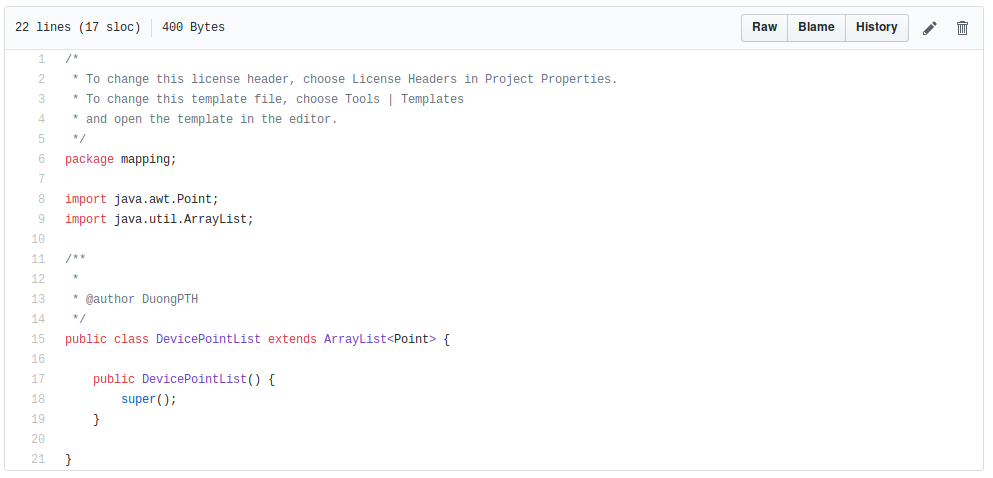 22 lines (17 sloc) 400 Bytes Raw Blame History
1 /*
2  * To change this license header, choose License Headers in Project Properties.
3  * To change this template file, choose Tools | Templates
4  * and open the template in the editor.
5  */
6 package mapping;
7
8 import java.awt.Point;
9 import java.util.ArrayList;
10
11 /**
12  *
13  * @author DuongPTH
14  */
15 public class DevicePointList extends ArrayList<Point> {
16
17     public DevicePointList() {
18         super();
19     }
20
21 }